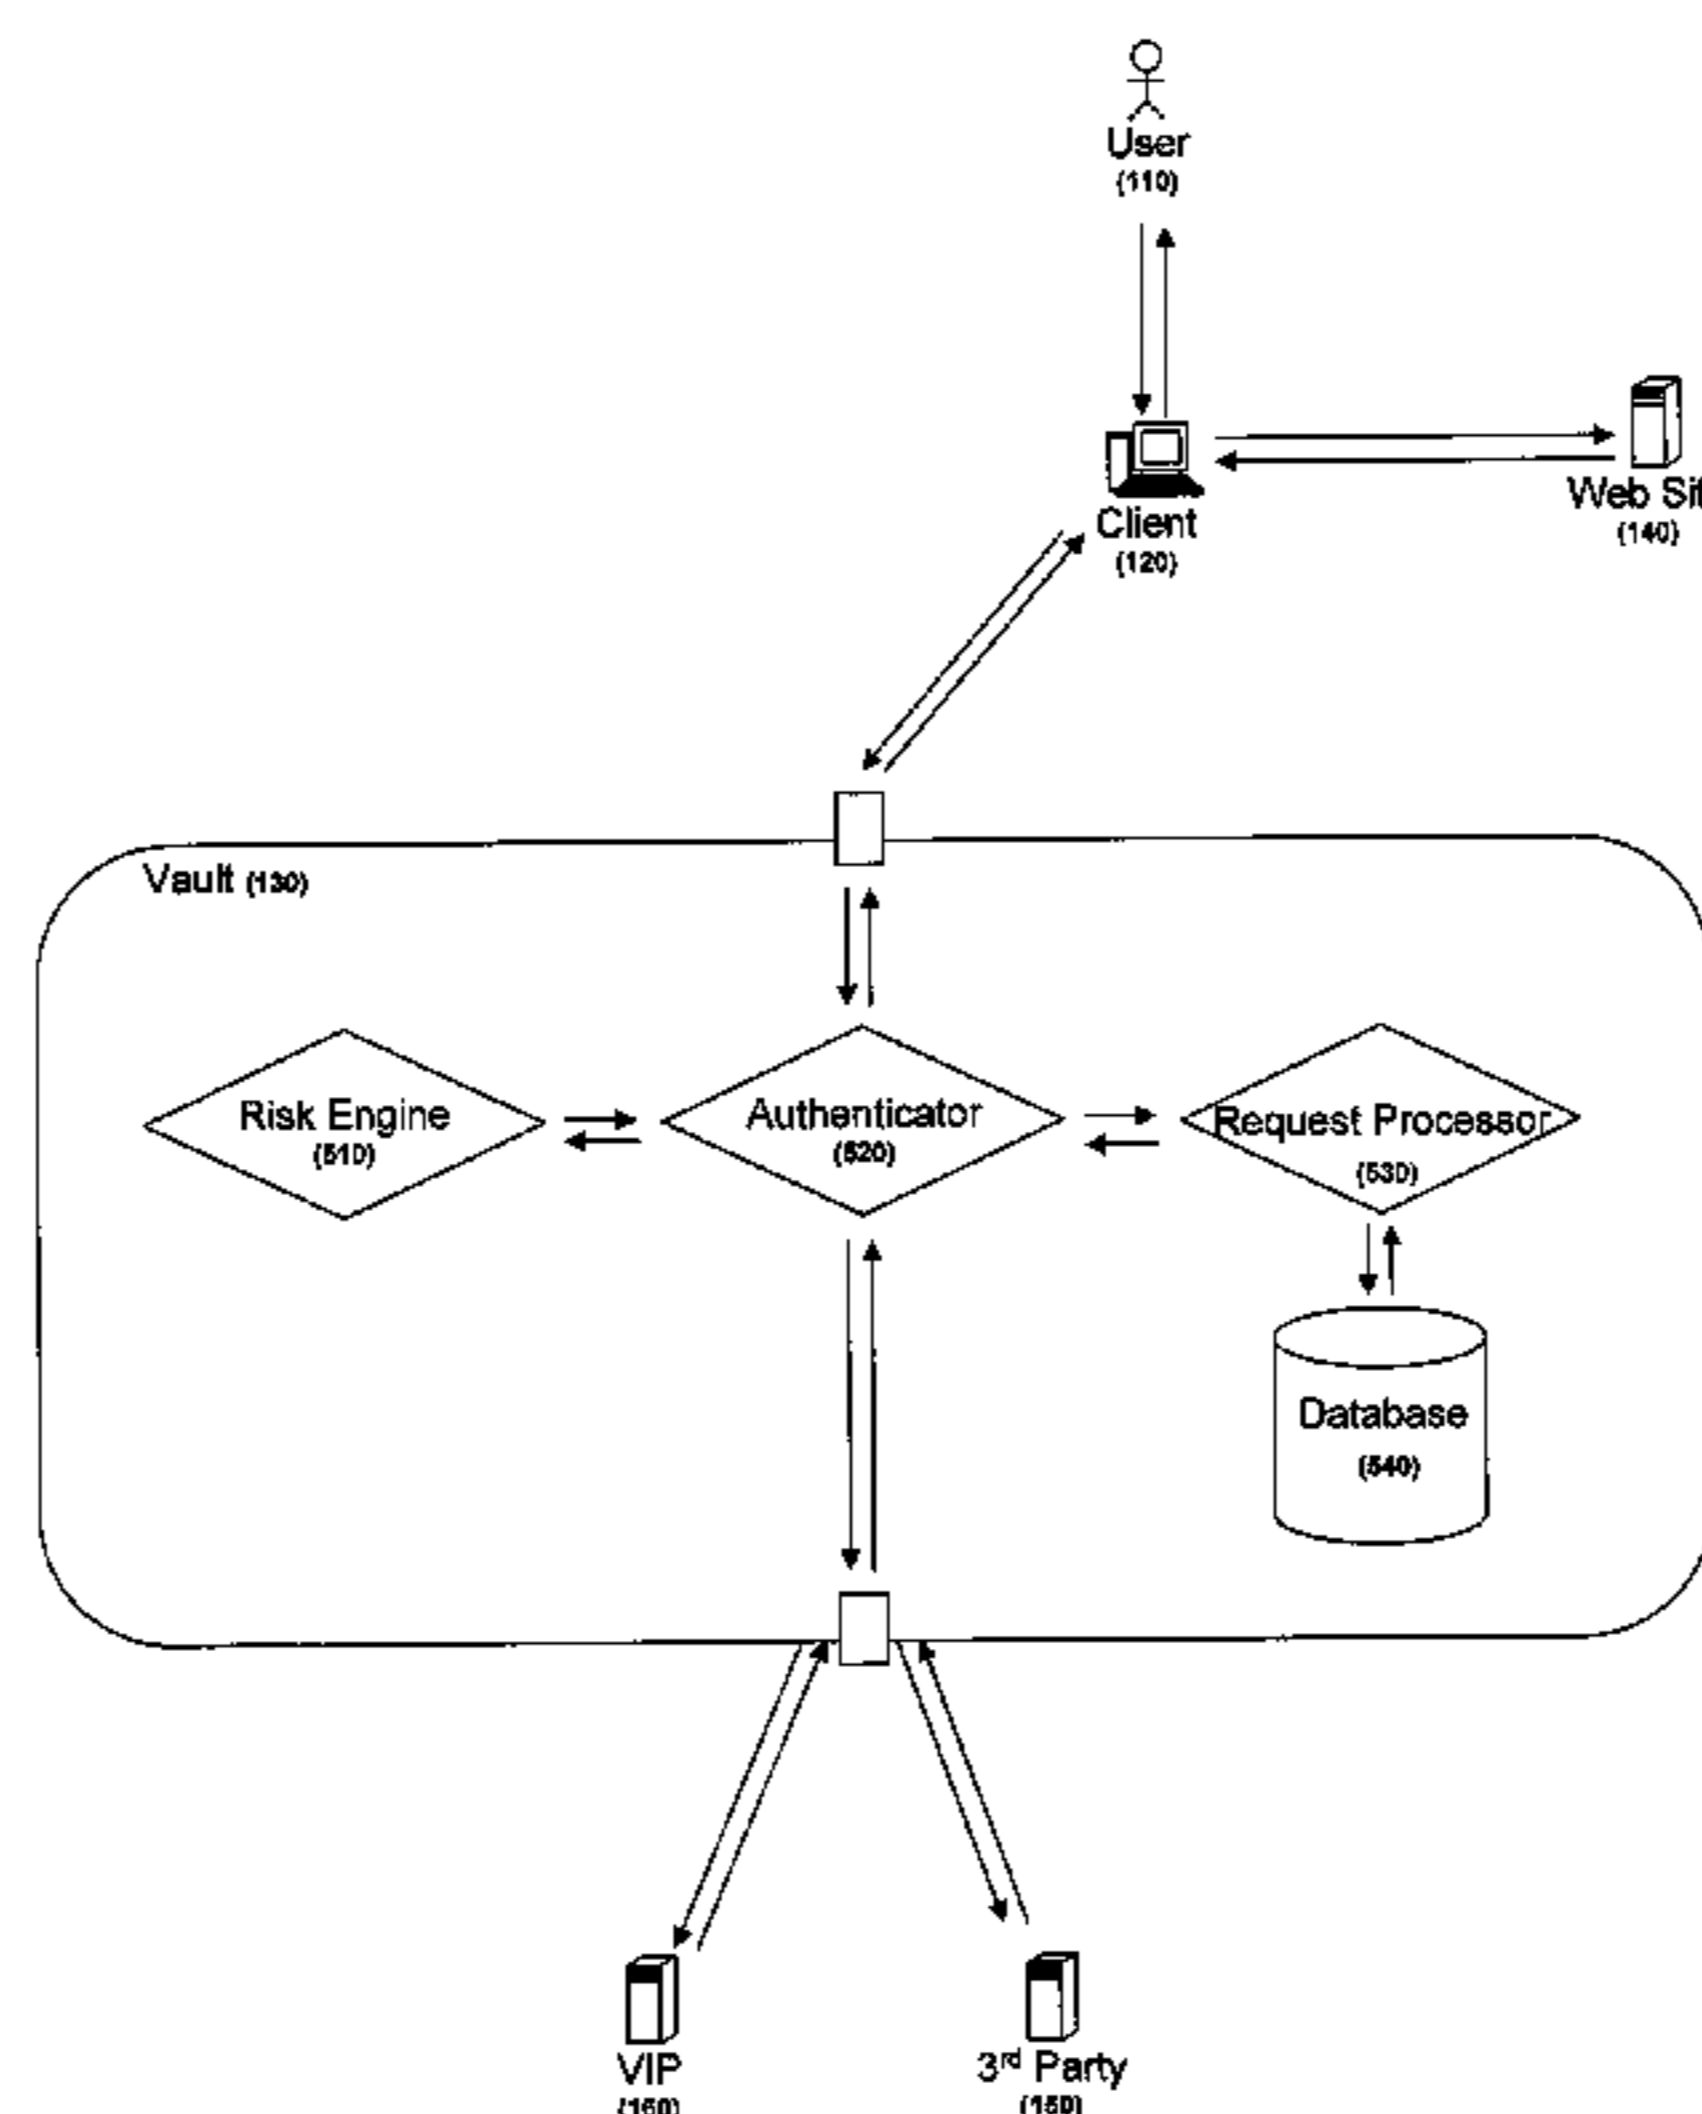 User
(110)
Web Sit
(140)
Client
(120)
Vault (130)
Risk Engine
(510)
Authenticator
(520)
Request Processor
(530)
Database
(540)
VIP
(160)
3rd Party
(150)